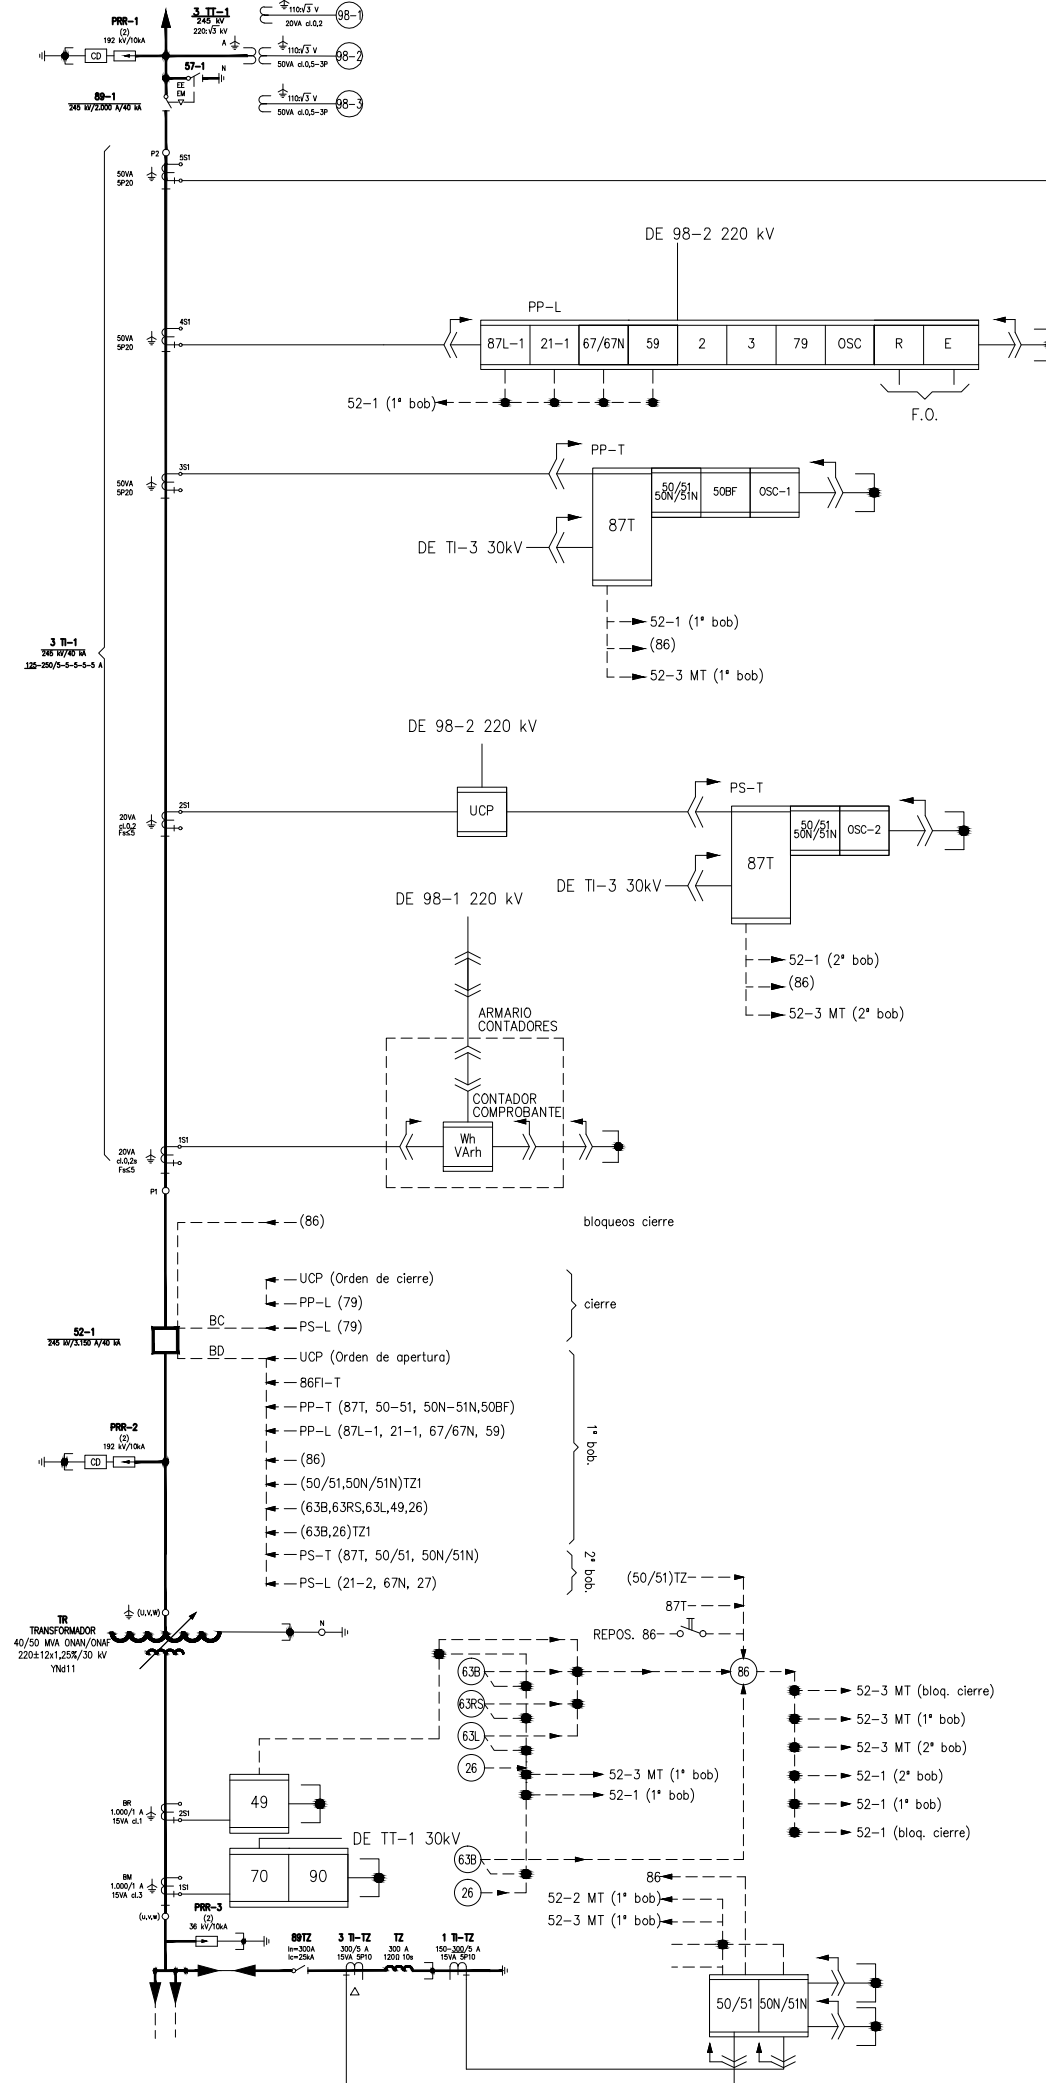 3 TT-1
245 kV
220:√3 kV
110:√3 V
20VA cl.0,2
98-1
PRR-1
(2)
192 kV/10kA
CD
A
110:√3 V
50VA cl.0,5-3P
98-2
57-1
N
EE
EM
89-1
245 kV/2.000 A/40 kA
110:√3 V
50VA cl.0,5-3P
98-3
P2
5S1
50VA
5P20
DE 98-2 220 kV
PP-L
4S1
50VA
5P20
87L-1
21-1
67/67N
59
2
3
79
OSC
R
E
52-1 (1ª bob)
F.O.
PP-T
3S1
50VA
5P20
50/51
50N/51N
50BF
OSC-1
87T
DE TI-3 30kV
52-1 (1ª bob)
(86)
52-3 MT (1ª bob)
3 TI-1
245 kV/40 kA
125-250/5-5-5-5-5 A
DE 98-2 220 kV
UCP
PS-T
2S1
20VA
cl.0,2
Fs≤5
50/51
50N/51N
OSC-2
87T
DE TI-3 30kV
52-1 (2ª bob)
(86)
52-3 MT (2ª bob)
DE 98-1 220 kV
ARMARIO
CONTADORES
CONTADOR
COMPROBANTE
Wh
VArh
1S1
20VA
cl.0,2s
Fs≤5
P1
(86)
bloqueos cierre
UCP (Orden de cierre)
PP-L (79)
PS-L (79)
cierre
BC
52-1
245 kV/3.150 A/40 kA
BD
UCP (Orden de apertura)
86FI-T
PP-T (87T, 50-51, 50N-51N,50BF)
PP-L (87L-1, 21-1, 67/67N, 59)
(86)
(50/51,50N/51N)TZ1
(63B,63RS,63L,49,26)
(63B,26)TZ1
1ª bob.
PS-T (87T, 50/51, 50N/51N)
PS-L (21-2, 67N, 27)
2ª bob.
PRR-2
(2)
192 kV/10kA
CD
(50/51)TZ
87T
REPOS. 86
86
(U,V,W)
TR
TRANSFORMADOR
40/50 MVA ONAN/ONAF
220±12x1,25%/30 kV
YNd11
N
63B
63RS
63L
26
52-3 MT (1ª bob)
52-1 (1ª bob)
52-3 MT (bloq. cierre)
52-3 MT (1ª bob)
52-3 MT (2ª bob)
52-1 (2ª bob)
52-1 (1ª bob)
52-1 (bloq. cierre)
49
BR
1.000/1 A
15VA cl.1
2S1
DE TT-1 30kV
70
90
BM
1.000/1 A
15VA cl.3
1S1
63B
26
86
52-2 MT (1ª bob)
52-3 MT (1ª bob)
(u,v,w)
PRR-3
(2)
36 kV/10kA
89TZ
In=300A
Ic=25kA
3 TI-TZ
300/5 A
15VA 5P10
TZ
300 A
120Ω 10s
1 TI-TZ
150-300/5 A
15VA 5P10
50/51
50N/51N